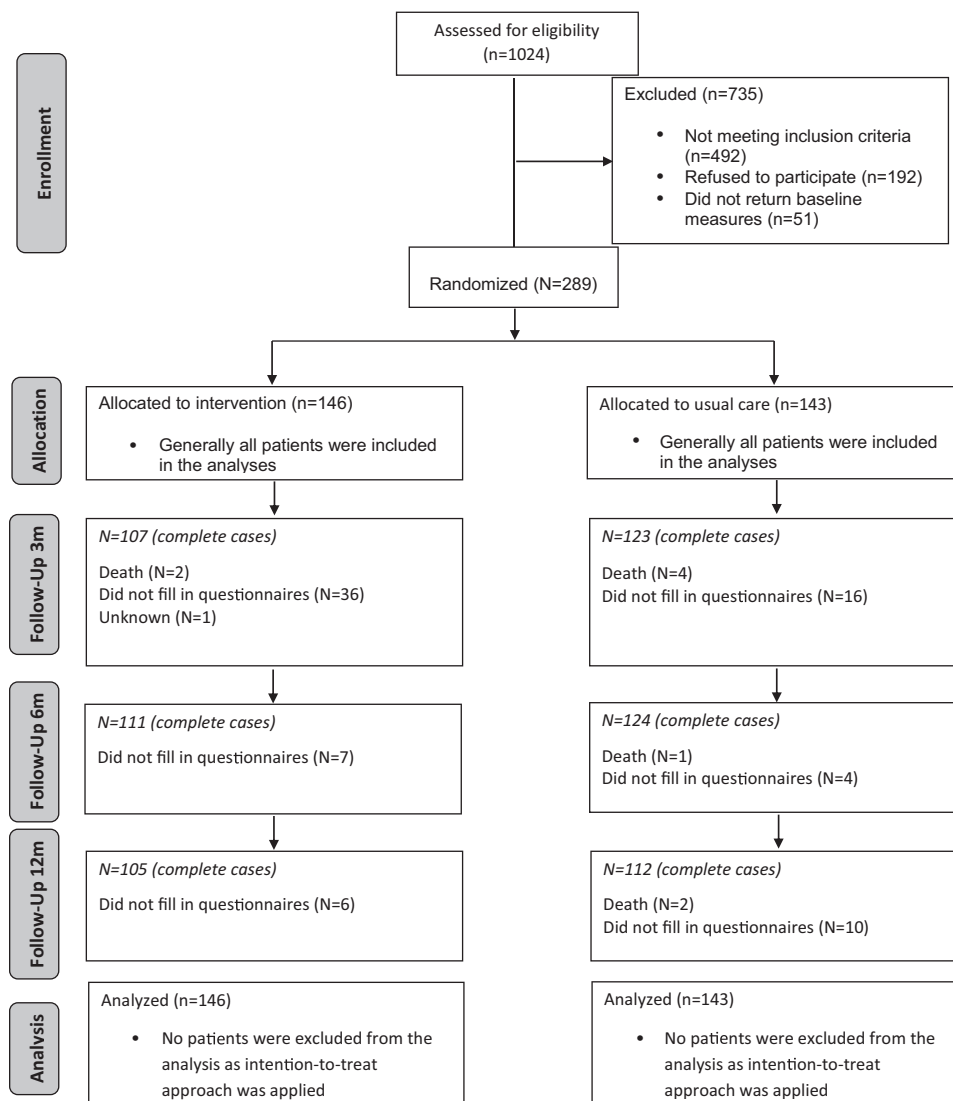 Assessed for eligibility
(n=1024)
Enrollment
Excluded (n=735)
• Not meeting inclusion criteria
(n=492)
• Refused to participate (n=192)
• Did not return baseline
measures (n=51)
Randomized (N=289)
Allocation
Allocated to intervention (n=146)
• Generally all patients were included
in the analyses
Allocated to usual care (n=143)
• Generally all patients were included
in the analyses
Follow-Up 3m
N=107 (complete cases)
Death (N=2)
Did not fill in questionnaires (N=36)
Unknown (N=1)
N=123 (complete cases)
Death (N=4)
Did not fill in questionnaires (N=16)
Follow-Up 6m
N=111 (complete cases)
Did not fill in questionnaires (N=7)
N=124 (complete cases)
Death (N=1)
Did not fill in questionnaires (N=4)
Follow-Up 12m
N=105 (complete cases)
Did not fill in questionnaires (N=6)
N=112 (complete cases)
Death (N=2)
Did not fill in questionnaires (N=10)
Analysis
Analyzed (n=146)
• No patients were excluded from the
analysis as intention-to-treat
approach was applied
Analyzed (n=143)
• No patients were excluded from the
analysis as intention-to-treat
approach was applied